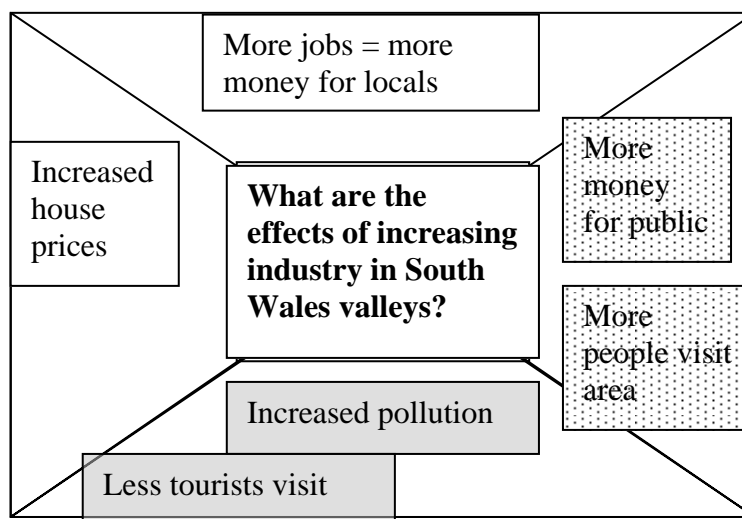 More jobs = more
money for locals
Increased
house
prices
What are the
effects of increasing
industry in South
Wales valleys?
More
money
for public
More
people visit
area
Increased pollution
Less tourists visit